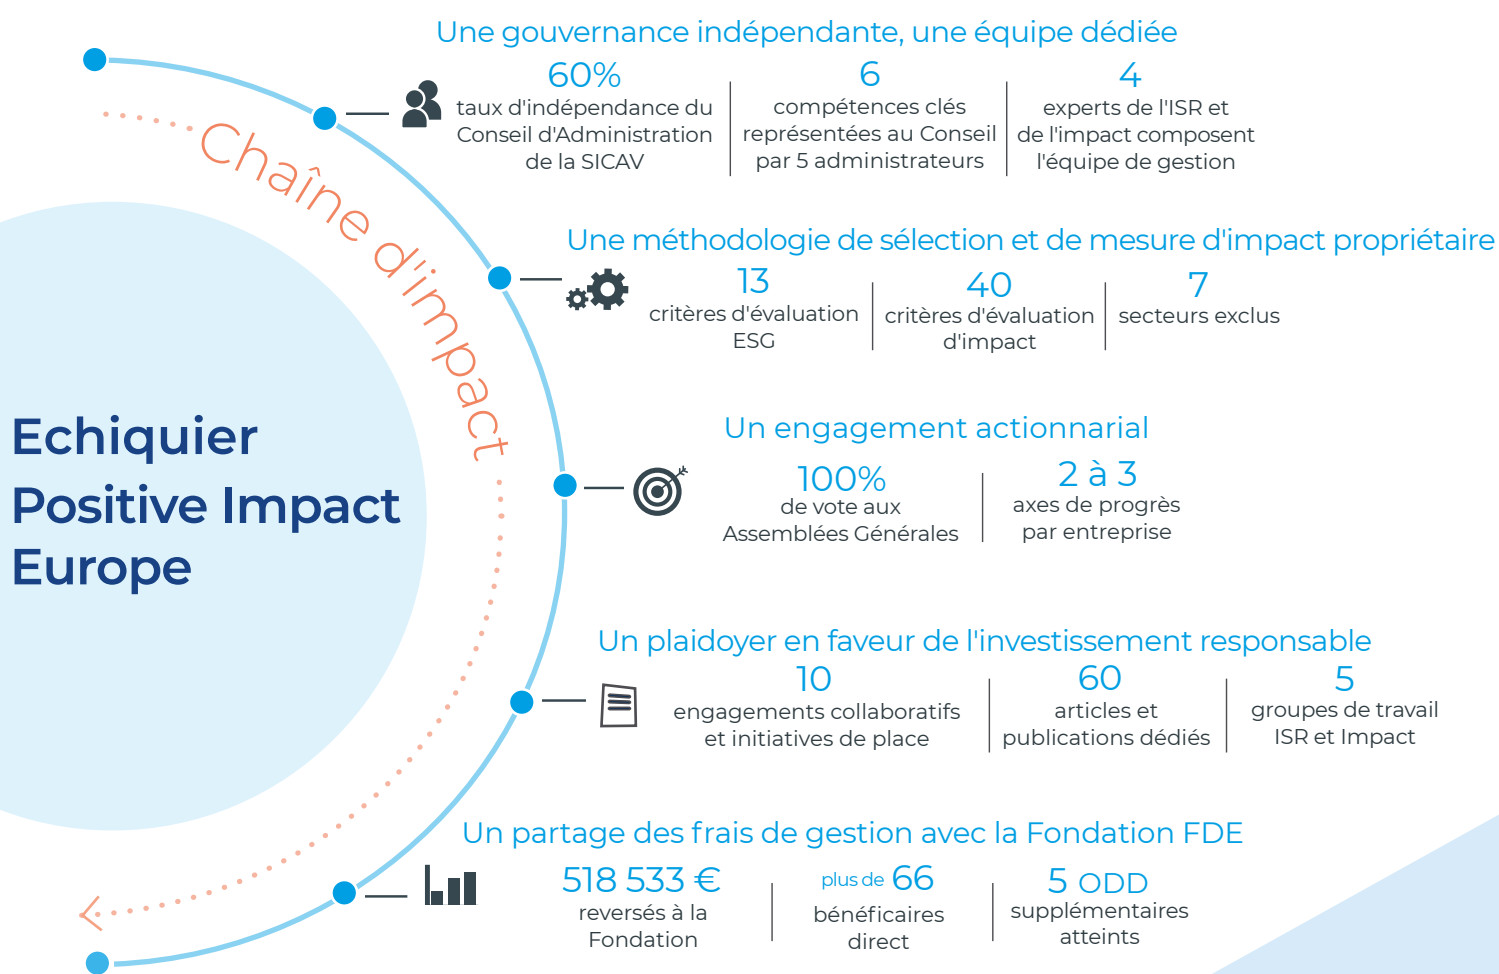 Une gouvernance indépendante, une équipe dédiée
60%
taux d'indépendance du
Conseil d'Administration
de la SICAV
6
compétences clés
représentées au Conseil
par 5 administrateurs
4
experts de l'ISR et
de l'impact composent
l'équipe de gestion
Chaîne d'impact
Une méthodologie de sélection et de mesure d'impact propriétaire
13
critères d'évaluation
ESG
40
critères d'évaluation
d'impact
7
secteurs exclus
Echiquier
Positive Impact
Europe
Un engagement actionnarial
100%
de vote aux
Assemblées Générales
2 à 3
axes de progrès
par entreprise
Un plaidoyer en faveur de l'investissement responsable
10
engagements collaboratifs
et initiatives de place
60
articles et
publications dédiés
5
groupes de travail
ISR et Impact
Un partage des frais de gestion avec la Fondation FDE
518 533 €
reversés à la
Fondation
plus de 66
bénéficaires
direct
5 ODD
supplémentaires
atteints